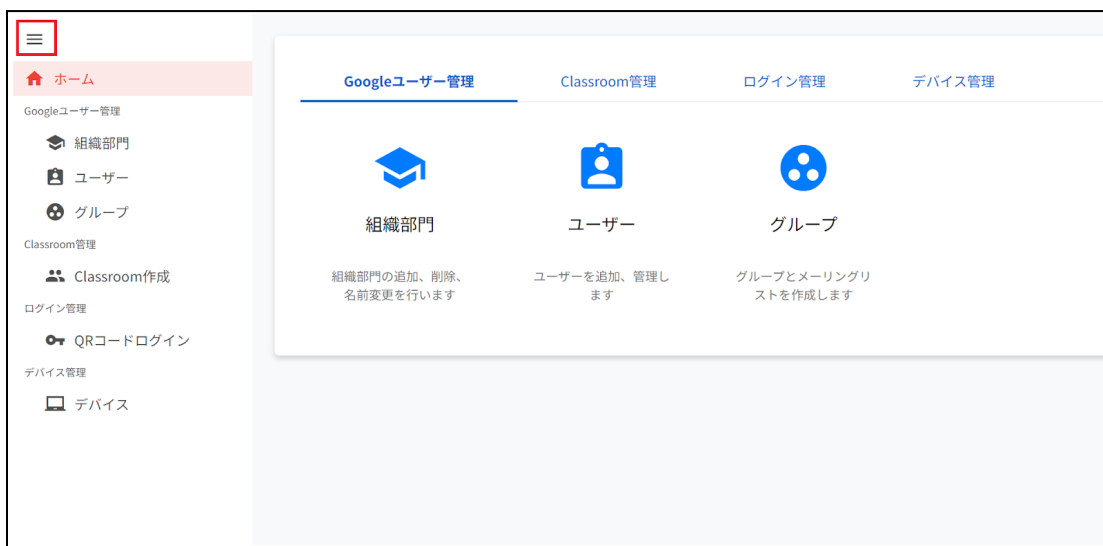 ホーム
Googleユーザー管理
組織部門
ユーザー
グループ
Classroom管理
Classroom作成
ログイン管理
QRコードログイン
デバイス管理
デバイス
Googleユーザー管理 Classroom管理 ログイン管理 デバイス管理
組織部門 ユーザー グループ
組織部門の追加、削除、 ユーザーを追加、管理し グループとメーリングリ
名前変更を行います ます ストを作成します